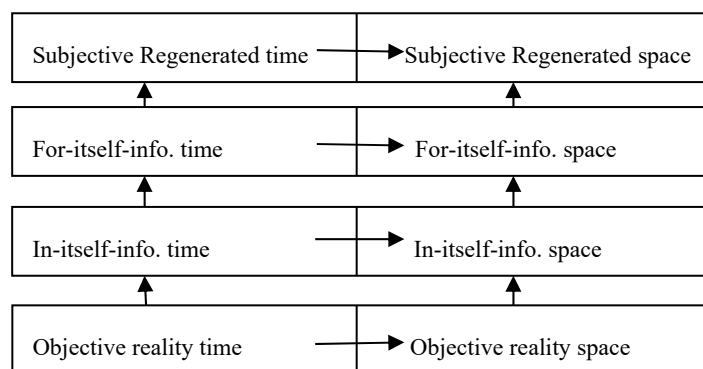 Subjective Regenerated time Subjective Regenerated space
For-itself-info. time For-itself-info. space
In-itself-info. time In-itself-info. space
Objective reality time Objective reality space